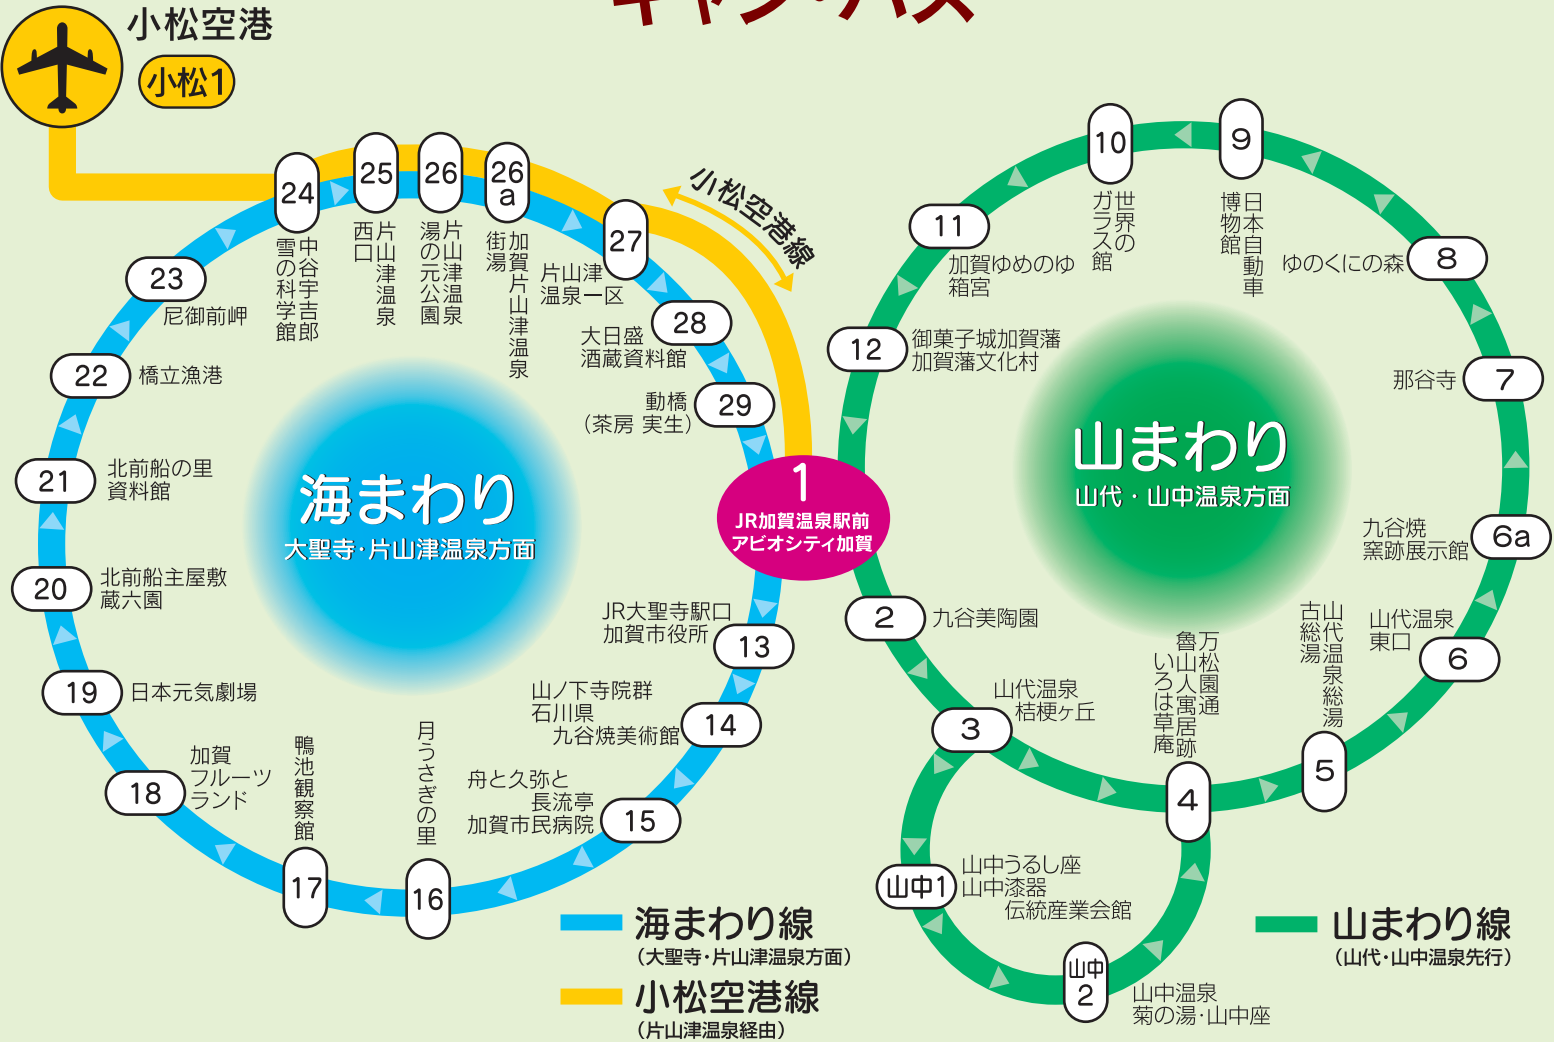 キャン・バス
小松空港
小松1
小松空港線
24
中谷宇吉郎
雪の科学館
25
片山津温泉
西口
26
片山津温泉
湯の元公園
26
a
加賀片山津温泉
街湯
27
片山津
温泉一区
28
大日盛
酒蔵資料館
29
動橋
（茶房 実生）
23
尼御前岬
22
橋立漁港
21
北前船の里
資料館
20
北前船主屋敷
蔵六園
19
日本元気劇場
18
加賀
フルーツ
ランド
17
鴨池観察館
16
月うさぎの里
15
舟と久弥と
長流亭
加賀市民病院
14
山ノ下寺院群
石川県
九谷焼美術館
13
JR大聖寺駅口
加賀市役所
海まわり
大聖寺・片山津温泉方面
1
JR加賀温泉駅前
アビオシティ加賀
山まわり
山代・山中温泉方面
10
世界の
ガラス館
9
日本自動車
博物館
11
加賀ゆめのゆ
箱宮
12
御菓子城加賀藩
加賀藩文化村
8
ゆのくにの森
7
那谷寺
6a
九谷焼
窯跡展示館
6
山代温泉
東口
5
山代温泉総湯
古総湯
4
万松園通
魯山人寓居跡
いろは草庵
3
山代温泉
桔梗ヶ丘
2
九谷美陶園
山中1
山中うるし座
山中漆器
伝統産業会館
山中
2
山中温泉
菊の湯・山中座
海まわり線
（大聖寺・片山津温泉方面）
小松空港線
（片山津温泉経由）
山まわり線
（山代・山中温泉先行）